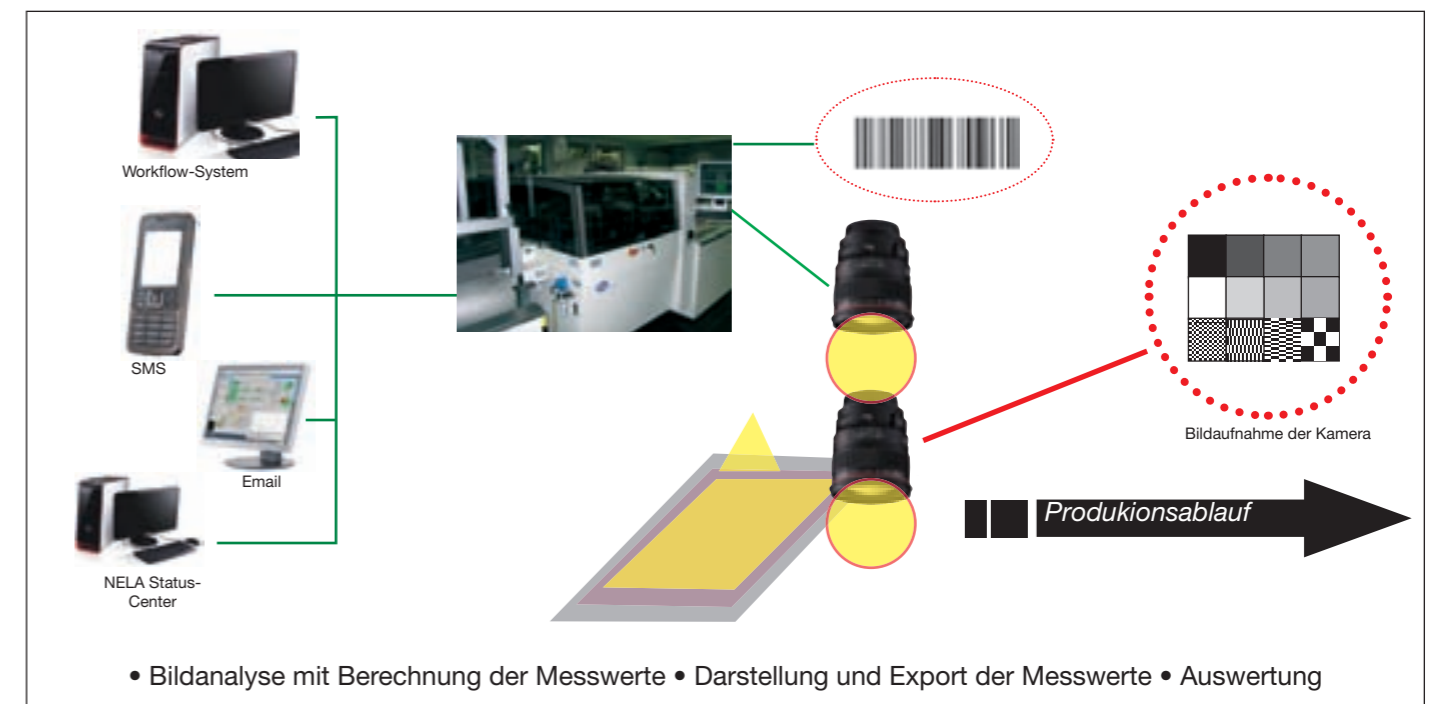 Workflow-System
SMS
Email
NELA Status-
Center
Bildaufnahme der Kamera
Produkionsablauf
• Bildanalyse mit Berechnung der Messwerte • Darstellung und Export der Messwerte • Auswertung